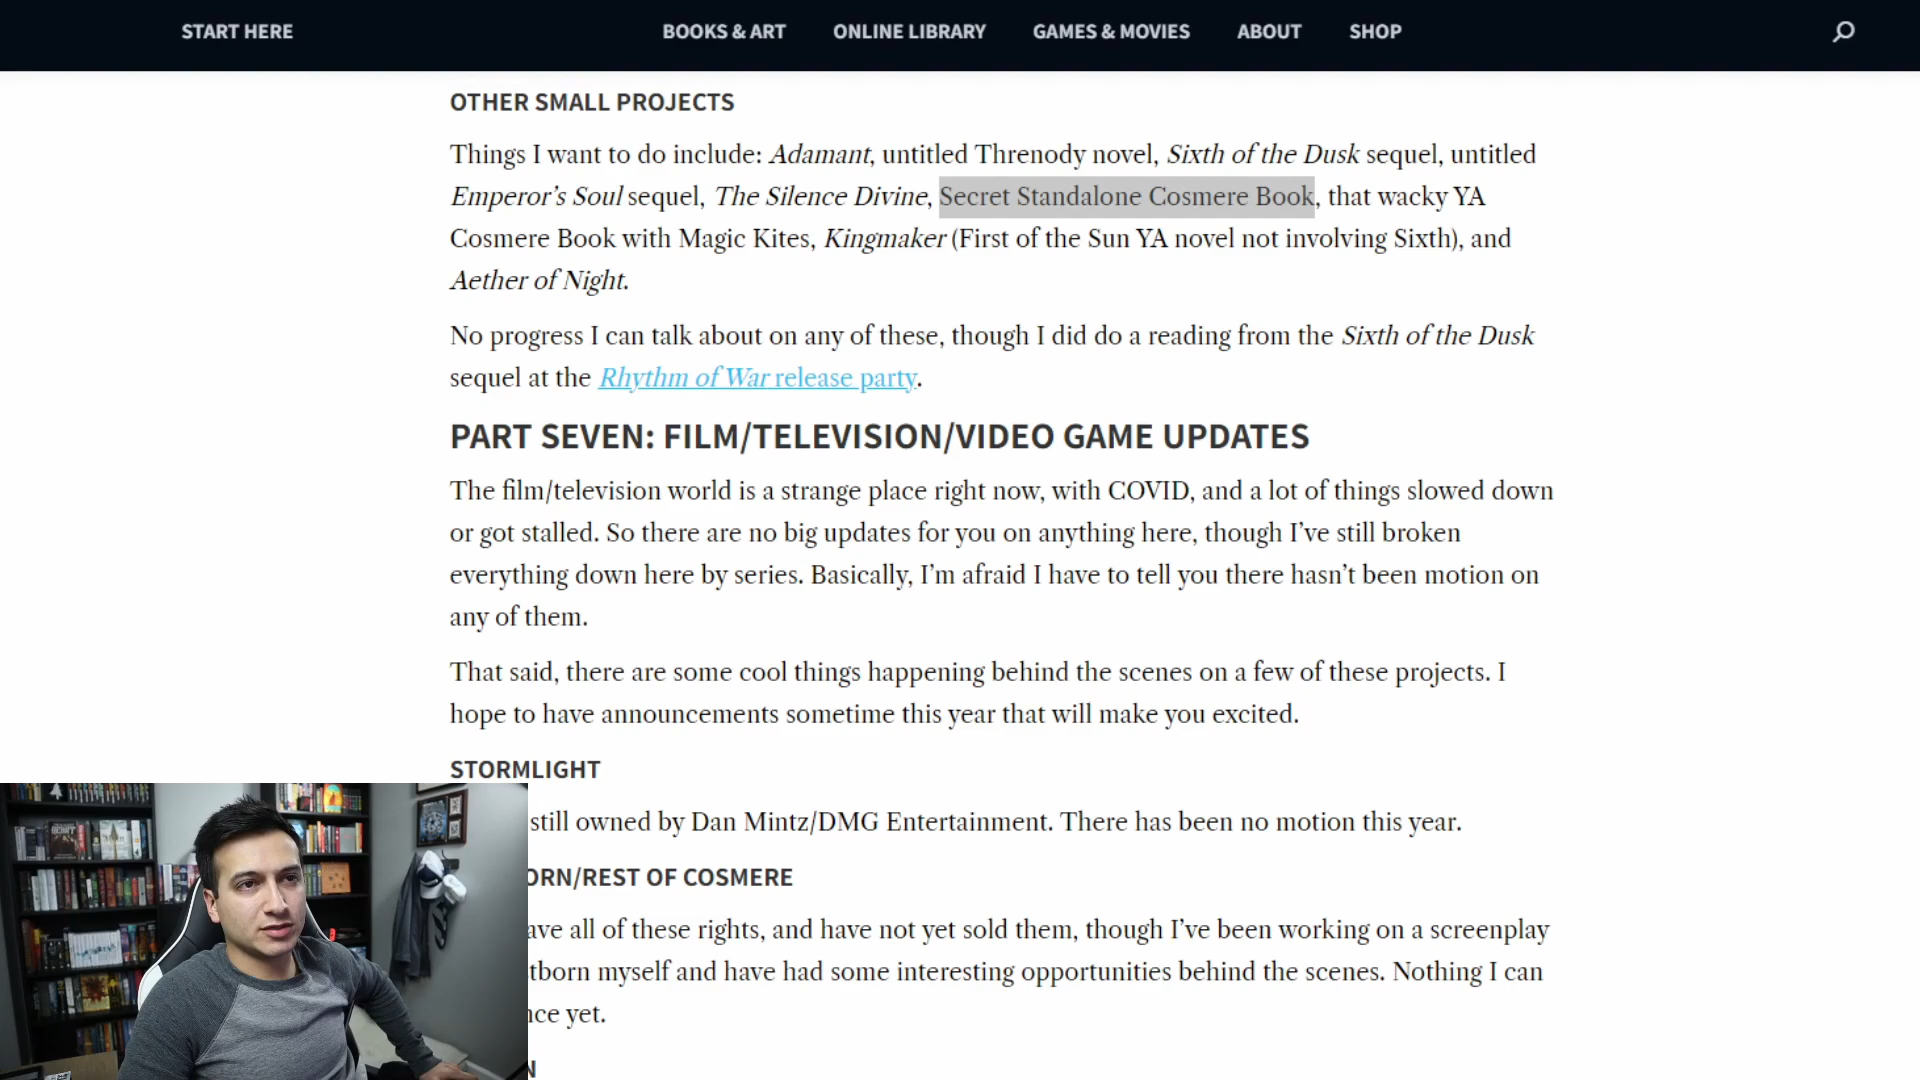 START HERE
BOOKS & ART
ONLINE LIBRARY
GAMES & MOVIES
ABOUT
SHOP
OTHER SMALL PROJECTS
Things I want to do include: Adamant, untitled Threnody novel, Sixth of the Dusk sequel, untitled
Emperor’s Soul sequel, The Silence Divine, Secret Standalone Cosmere Book, that wacky YA
Cosmere Book with Magic Kites, Kingmaker (First of the Sun YA novel not involving Sixth), and
Aether of Night.
No progress I can talk about on any of these, though I did do a reading from the Sixth of the Dusk
sequel at the Rhythm of War release party.
PART SEVEN: FILM/TELEVISION/VIDEO GAME UPDATES
The film/television world is a strange place right now, with COVID, and a lot of things slowed down
or got stalled. So there are no big updates for you on anything here, though I’ve still broken
everything down here by series. Basically, I’m afraid I have to tell you there hasn’t been motion on
any of them.
That said, there are some cool things happening behind the scenes on a few of these projects. I
hope to have announcements sometime this year that will make you excited.
STORMLIGHT
still owned by Dan Mintz/DMG Entertainment. There has been no motion this year.
ORN/REST OF COSMERE
ave all of these rights, and have not yet sold them, though I’ve been working on a screenplay
tborn myself and have had some interesting opportunities behind the scenes. Nothing I can
nce yet.
N